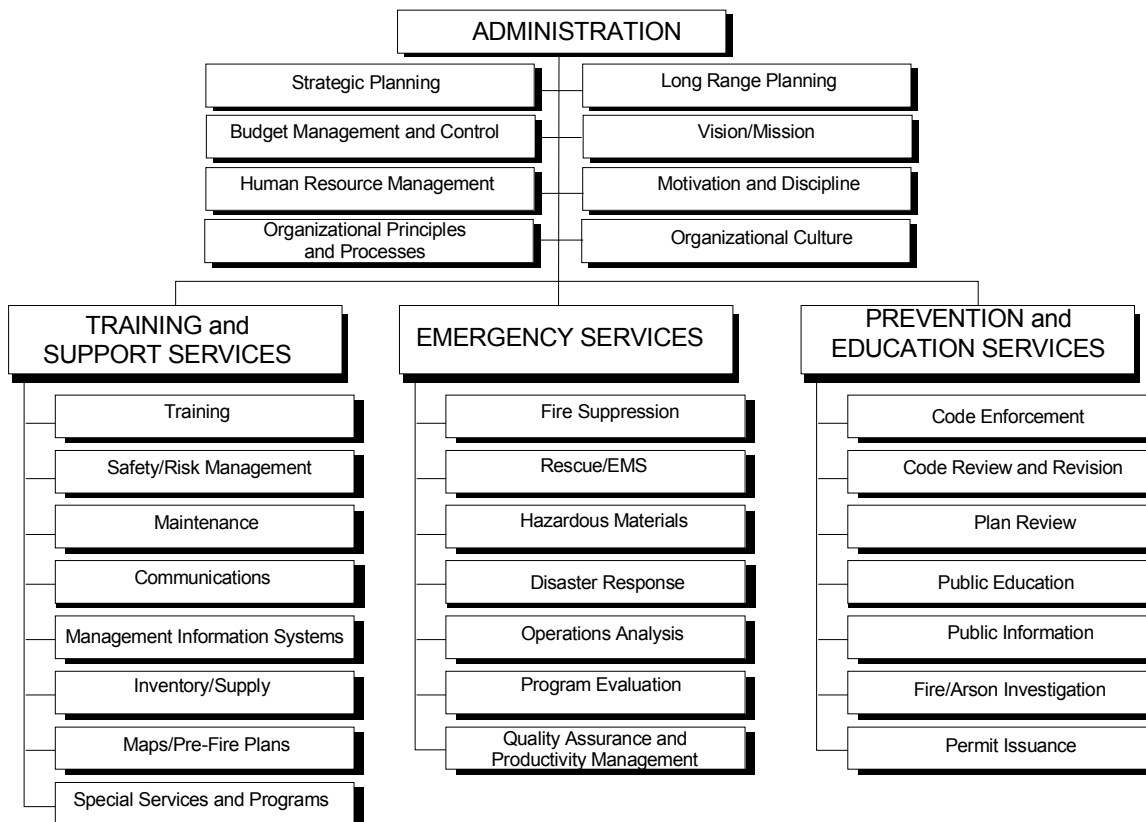 ADMINISTRATION
Strategic Planning
Long Range Planning
Budget Management and Control
Vision/Mission
Human Resource Management
Motivation and Discipline
Organizational Principles
and Processes
Organizational Culture
TRAINING and
SUPPORT SERVICES
Training
Safety/Risk Management
Maintenance
Communications
Management Information Systems
Inventory/Supply
Maps/Pre-Fire Plans
Special Services and Programs
EMERGENCY SERVICES
Fire Suppression
Rescue/EMS
Hazardous Materials
Disaster Response
Operations Analysis
Program Evaluation
Quality Assurance and
Productivity Management
PREVENTION and
EDUCATION SERVICES
Code Enforcement
Code Review and Revision
Plan Review
Public Education
Public Information
Fire/Arson Investigation
Permit Issuance